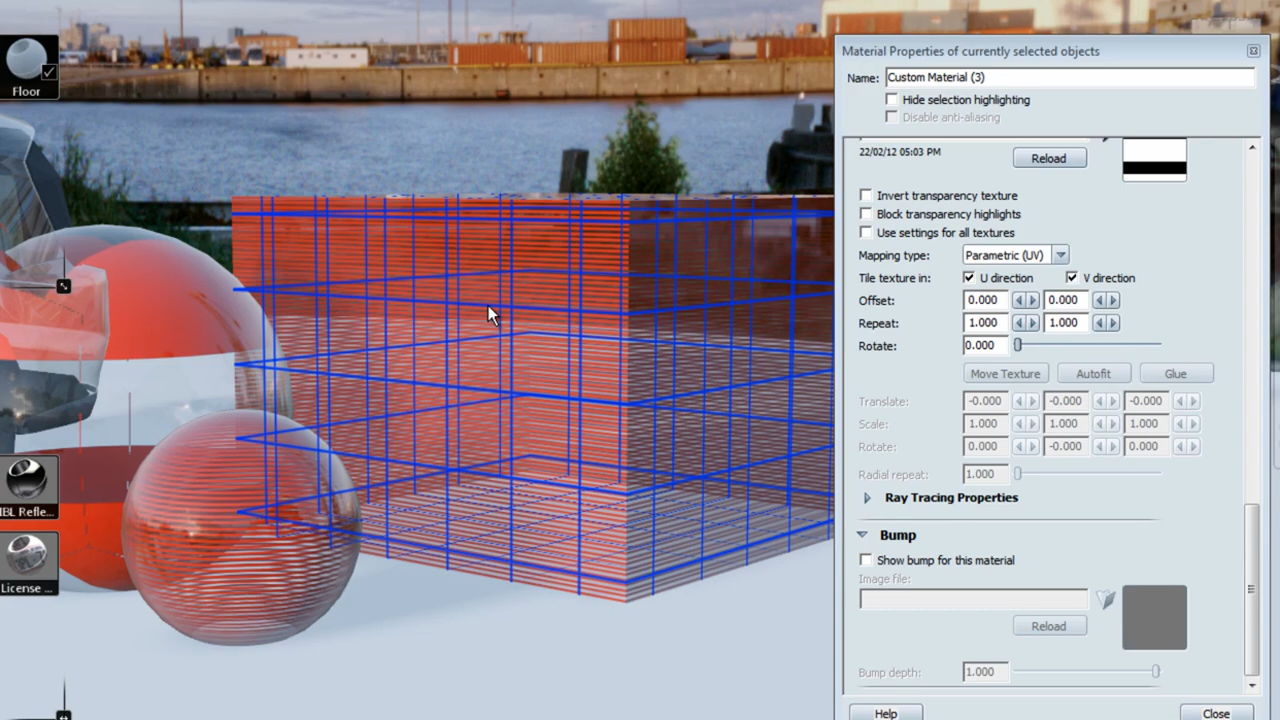 Material Properties of currently selected objects
Name: Custom Material (3)
Hide selection highlighting
Disable anti-aliasing
22/02/12 05:03 PM
Reload
Invert transparency texture
Block transparency highlights
Use settings for all textures
Mapping type: Parametric (UV)
Tile texture in: U direction V direction
Offset: 0.000 0.000
Repeat: 1.000 1.000
Rotate: 0.000
Move Texture Autofit Glue
Translate: -0.000 -0.000 -0.000
Scale: 1.000 1.000 1.000
Rotate: 0.000 -0.000 0.000
Radial repeat: 1.000
Ray Tracing Properties
Bump
Show bump for this material
Image file:
Reload
Bump depth: 1.000
Help Close
Floor
IBL Refle...
License ...